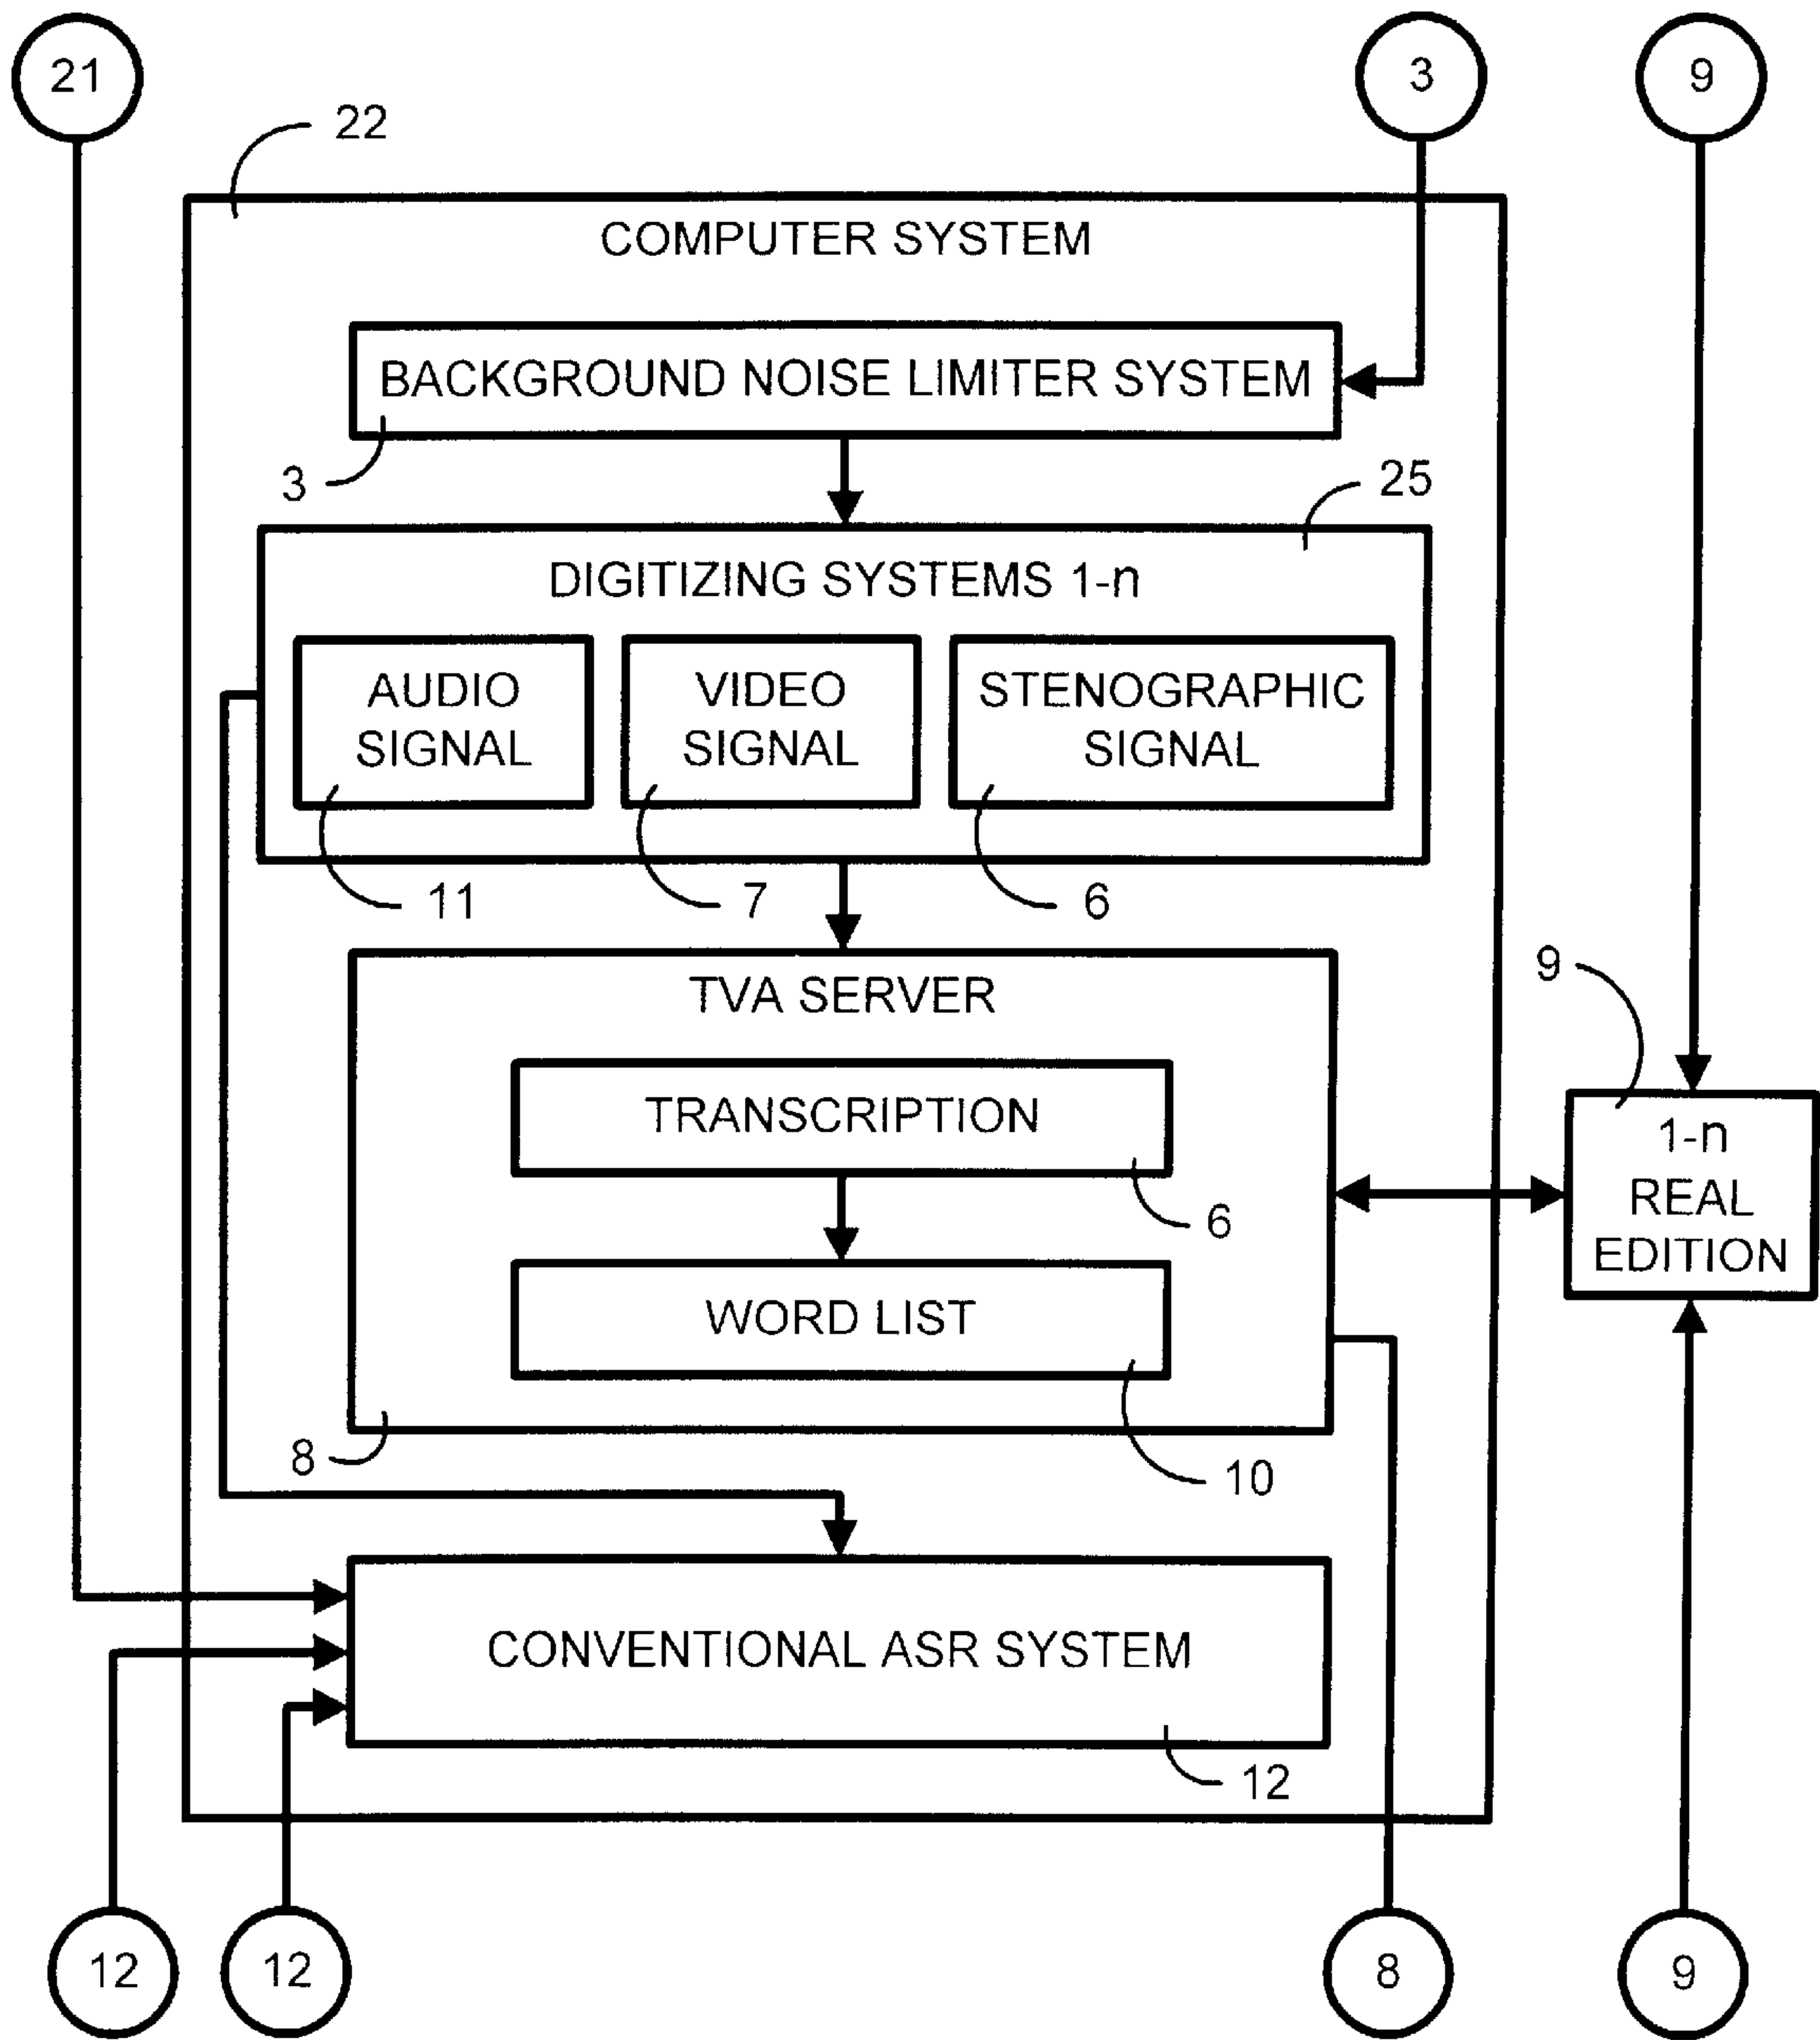 21
3
9
22
COMPUTER SYSTEM
BACKGROUND NOISE LIMITER SYSTEM
3
25
DIGITIZING SYSTEMS 1-n
AUDIO
SIGNAL
VIDEO
SIGNAL
STENOGRAPHIC
SIGNAL
11
7
6
TVA SERVER
9
TRANSCRIPTION
6
1-n
REAL
EDITION
WORD LIST
8
10
CONVENTIONAL ASR SYSTEM
12
12
12
8
9